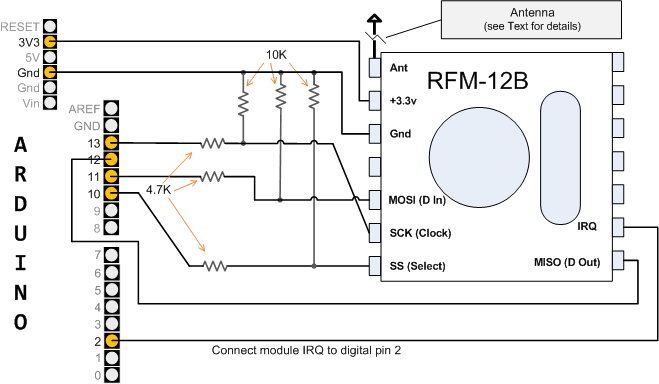 Antenna
(see Text for details)
RESET
3V3
5V
Gnd
Gnd
Vin
10K
Ant
RFM-12B
+3.3v
Gnd
AREF
GND
13
12
11
10
9
8
4.7K
MOSI (D In)
SCK (Clock)
SS (Select)
IRQ
MISO (D Out)
ARDUINO
7
6
5
4
3
2
1
0
Connect module IRQ to digital pin 2